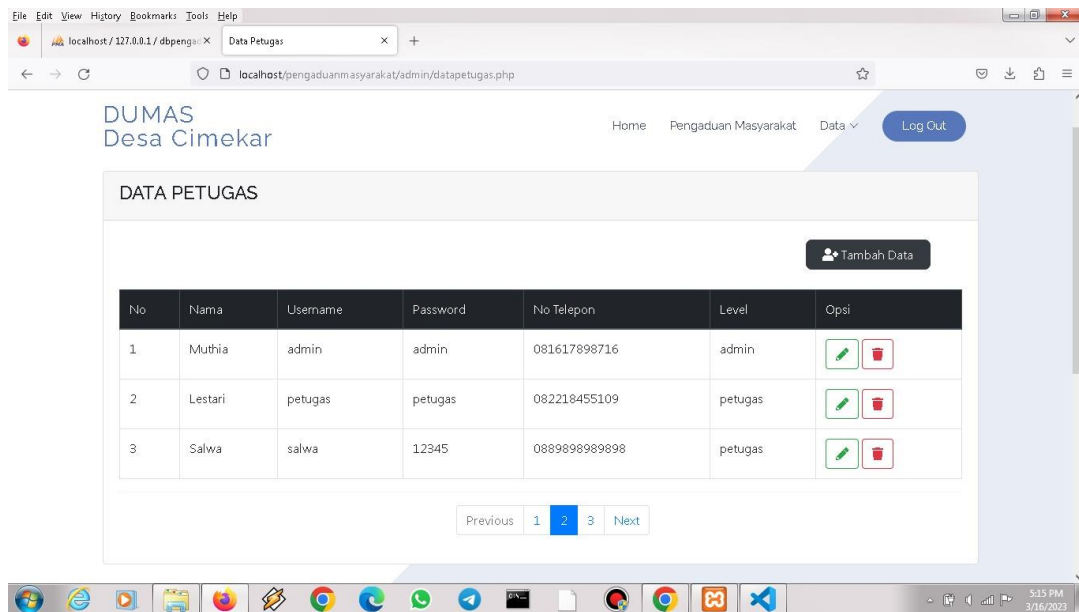 File Edit View History Bookmarks Tools Help
localhost / 127.0.0.1 / dbpengad
Data Petugas
localhost/pengaduanmasyarakat/admin/datapetugas.php
DUMAS
Desa Cimekar
Home Pengaduan Masyarakat Data Log Out
DATA PETUGAS
Tambah Data
No Nama Username Password No Telepon Level Opsi
1 Muthia admin admin 081617898716 admin
2 Lestari petugas petugas 082218455109 petugas
3 Salwa salwa 12345 0889898989898 petugas
Previous 1 2 3 Next
5:15 PM
3/16/2023